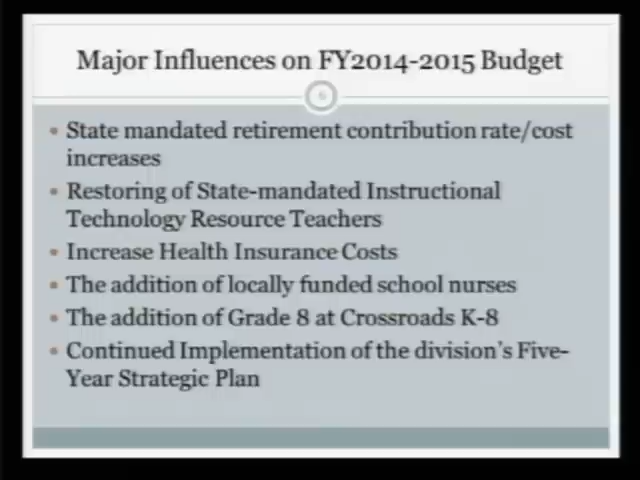 Major Influences on FY2014-2015 Budget
• State mandated retirement contribution rate/cost
increases
• Restoring of State-mandated Instructional
Technology Resource Teachers
• Increase Health Insurance Costs
• The addition of locally funded school nurses
• The addition of Grade 8 at Crossroads K-8
• Continued Implementation of the division's Five-
Year Strategic Plan